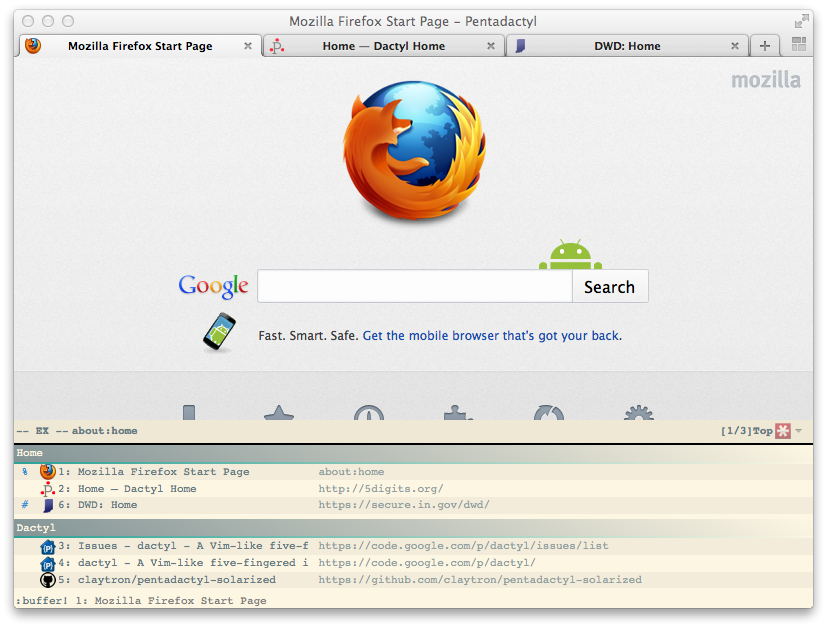 Mozilla Firefox Start Page – Pentadactyl
Mozilla Firefox Start Page
Home — Dactyl Home
DWD: Home
mozilla
Google
Search
Fast. Smart. Safe. Get the mobile browser that's got your back.
-- EX -- about:home [1/3]Top
Home
% 1: Mozilla Firefox Start Page about:home
2: Home — Dactyl Home http://5digits.org/
# 6: DWD: Home https://secure.in.gov/dwd/
Dactyl
3: Issues - dactyl - A Vim-like five-f https://code.google.com/p/dactyl/issues/list
4: dactyl - A Vim-like five-fingered i https://code.google.com/p/dactyl/
5: claytron/pentadactyl-solarized https://github.com/claytron/pentadactyl-solarized
:buffer! 1: Mozilla Firefox Start Page